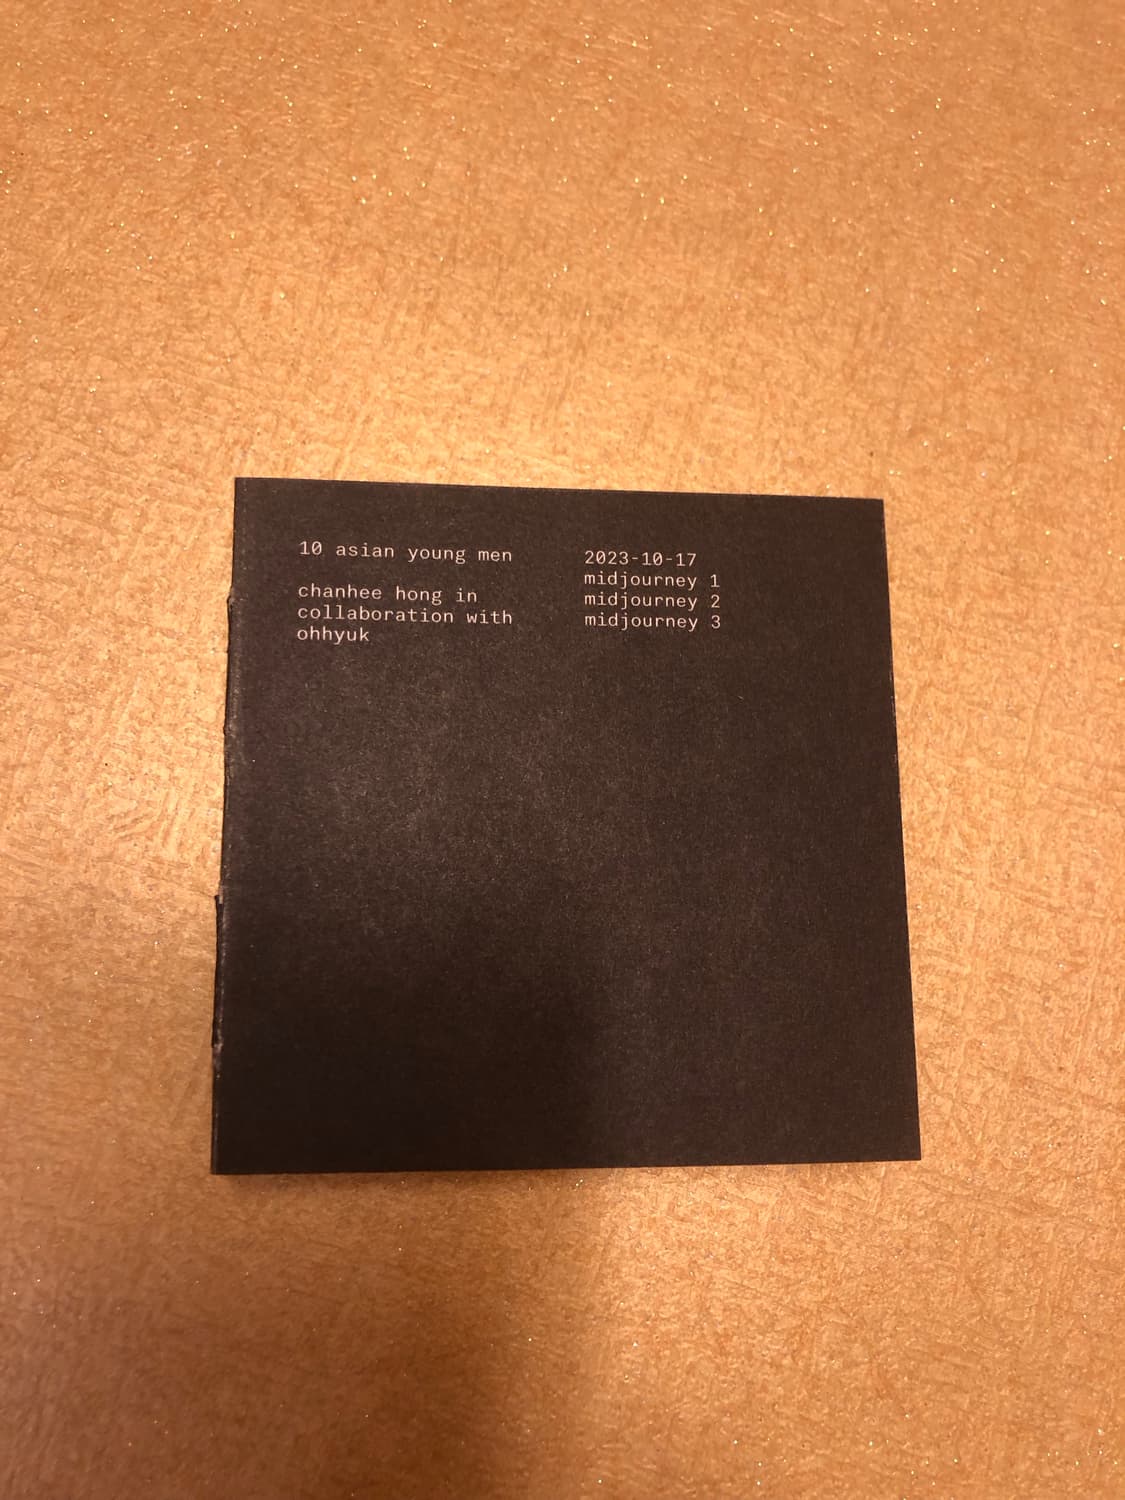 10 asian young men
chanhee hong in
collaboration with
ohhyuk
2023-10-17
midjourney 1
midjourney 2
midjourney 3